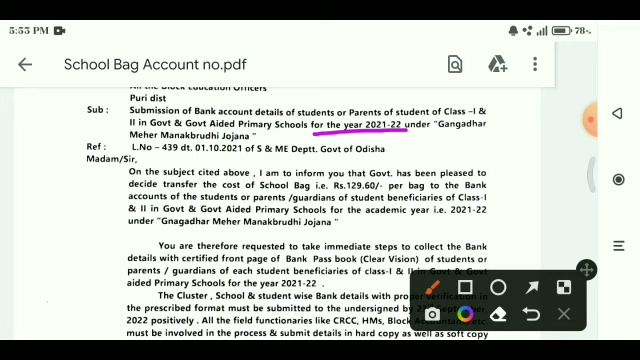 5:55 PM
78%
School Bag Account no.pdf
All the Block Education Officers
Puri dist
Sub : Submission of Bank account details of students or Parents of student of Class –I &
II in Govt & Govt Aided Primary Schools for the year 2021-22 under "Gangadhar
Meher Manakbrudhi Jojana "
Ref : L.No – 439 dt. 01.10.2021 of S & ME Deptt. Govt of Odisha
Madam/Sir,
On the subject cited above , I am to inform you that Govt. has been pleased to
decide transfer the cost of School Bag i.e. Rs.129.60/- per bag to the Bank
accounts of the students or parents /guardians of student beneficiaries of Class-I
& II in Govt & Govt Aided Primary Schools for the academic year i.e. 2021-22
under "Gnagadhar Meher Manakbrudhi Jojana "
You are therefore requested to take immediate steps to collect the Bank
details with certified front page of Bank Pass book (Clear Vision) of students or
parents / guardians of each student beneficiaries of class-I & II in Govt & Govt
aided Primary Schools for the year 2021-22 .
The Cluster , School & student wise Bank details with proper verification in
the prescribed format must be submitted to the undersigned by
2022 positively . All the field functionaries like CRCC, HMs, Block Accountant etc
must be involved in the process & submit details in hard copy as well as soft copy